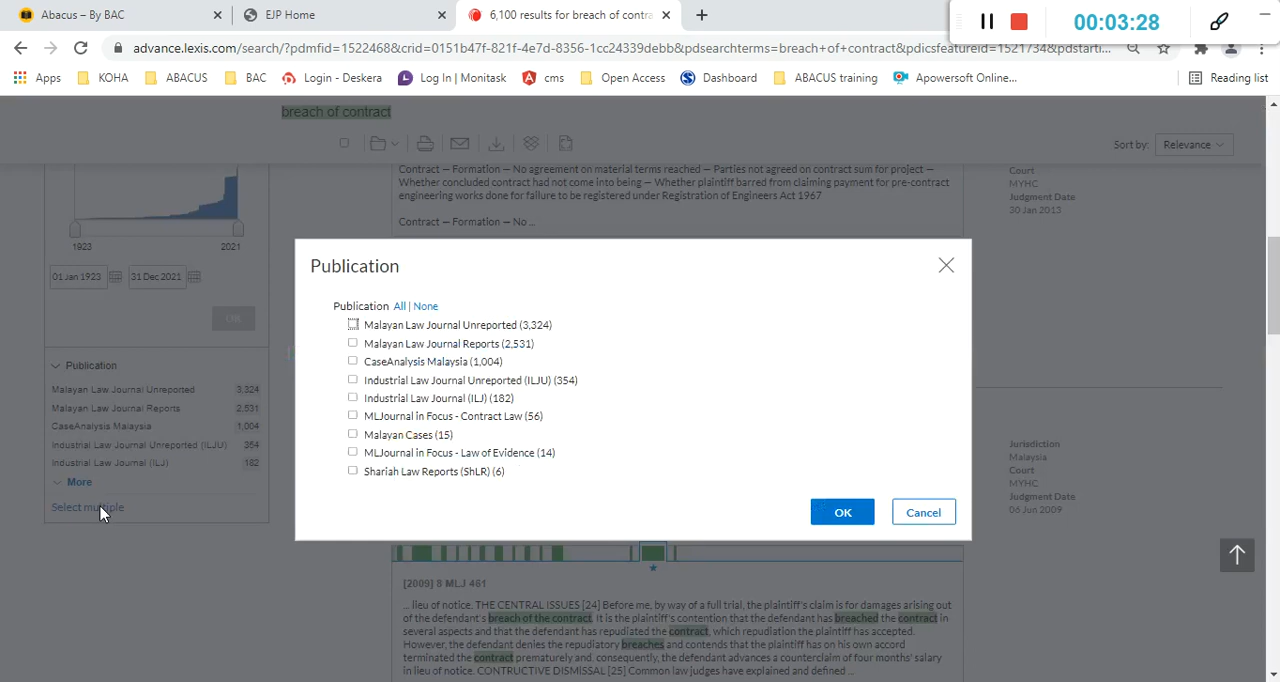 Abacus – By BAC
EJP Home
6,100 results for breach of contra
00:03:28
advance.lexis.com/search/?pdmfid=1522468&crid=0151b47f-821f-4e7d-8356-1cc24339debb&pdsearchterms=breach+of+contract&pdicsfeatureid=1521734&pdstarti...
Apps
KOHA
ABACUS
BAC
Login - Deskera
Log In | Monitask
cms
Open Access
Dashboard
ABACUS training
Apowersoft Online...
Reading list
breach of contract
Sort by: Relevance
Contract — Formation — No agreement on material terms reached — Parties not agreed on contract sum for project —
Whether concluded contract had not come into being — Whether plaintiff barred from claiming payment for pre-contract
engineering works done for failure to be registered under Registration of Engineers Act 1967
Contract — Formation — No ...
Court
MYHC
Judgment Date
30 Jan 2013
1923 2021
01 Jan 1923 31 Dec 2021
OK
Publication
Malayan Law Journal Unreported 3,324
Malayan Law Journal Reports 2,531
CaseAnalysis Malaysia 1,004
Industrial Law Journal Unreported (ILJU) 354
Industrial Law Journal (ILJ) 182
More
Select multiple
Publication
Publication All | None
Malayan Law Journal Unreported (3,324)
Malayan Law Journal Reports (2,531)
CaseAnalysis Malaysia (1,004)
Industrial Law Journal Unreported (ILJU) (354)
Industrial Law Journal (ILJ) (182)
MLJournal in Focus - Contract Law (56)
Malayan Cases (15)
MLJournal in Focus - Law of Evidence (14)
Shariah Law Reports (ShLR) (6)
OK
Cancel
Jurisdiction
Malaysia
Court
MYHC
Judgment Date
06 Jun 2009
[2009] 8 MLJ 461
... lieu of notice. THE CENTRAL ISSUES [24] Before me, by way of a full trial, the plaintiff's claim is for damages arising out
of the defendant's breach of the contract. It is the plaintiff's contention that the defendant has breached the contract in
several aspects and that the defendant has repudiated the contract, which repudiation the plaintiff has accepted.
However, the defendant denies the repudiatory breaches and contends that the plaintiff has on his own accord
terminated the contract prematurely and, consequently, the defendant advances a counterclaim of four months' salary
in lieu of notice. CONTRUCTIVE DISMISSAL [25] Common law judges have explained and defined ...